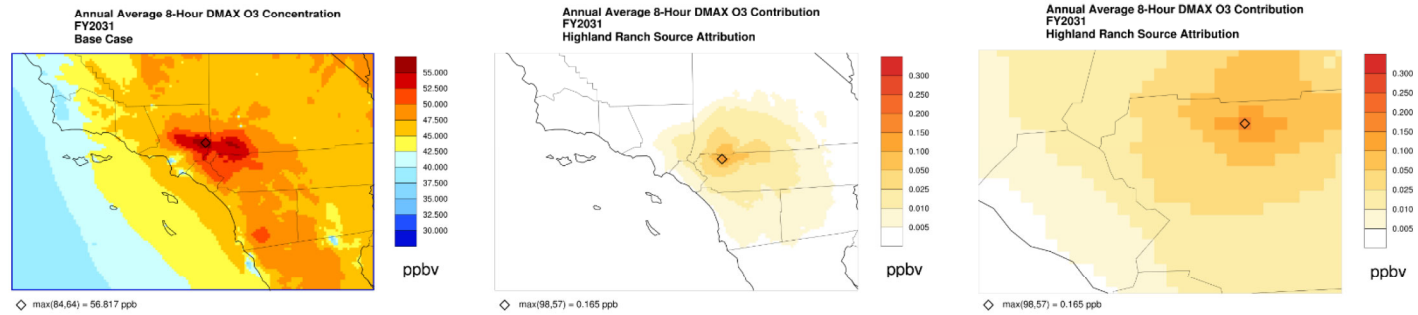 Annual Average 8-Hour DMAX O3 Concentration
FY2031
Base Case
55.000
52.500
50.000
47.500
45.000
42.500
40.000
37.500
35.000
32.500
30.000
ppbv
max(84,64) = 56.817 ppb
Annual Average 8-Hour DMAX O3 Contribution
FY2031
Highland Ranch Source Attribution
0.300
0.250
0.200
0.150
0.100
0.050
0.025
0.010
0.005
ppbv
max(98,57) = 0.165 ppb
Annual Average 8-Hour DMAX O3 Contribution
FY2031
Highland Ranch Source Attribution
0.300
0.250
0.200
0.150
0.100
0.050
0.025
0.010
0.005
ppbv
max(98,57) = 0.165 ppb